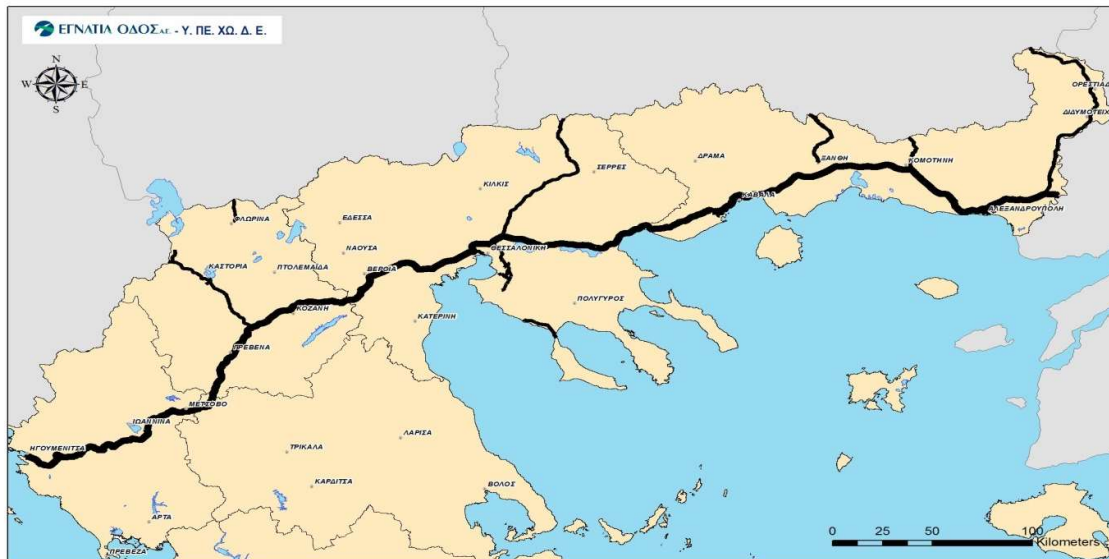 ΕΓΝΑΤΙΑ ΟΔΟΣ Α.Ε. - Υ. ΠΕ. ΧΩ. Δ. Ε.
N
W E
S
ΟΡΕΣΤΙΑΔ
ΔΙΔΥΜΟΤΕΙΧ
ΔΡΑΜΑ
ΞΑΝΘΗ
ΚΟΜΟΤΗΝΗ
ΣΕΡΡΕΣ
ΚΙΛΚΙΣ
ΚΑΒΑΛΑ
ΑΛΕΞΑΝΔΡΟΥΠΟΛΗ
ΦΛΩΡΙΝΑ
ΕΔΕΣΣΑ
ΝΑΟΥΣΑ
ΘΕΣΣΑΛΟΝΙΚΗ
ΚΑΣΤΟΡΙΑ
ΠΤΟΛΕΜΑΪΔΑ
ΒΕΡΟΙΑ
ΠΟΛΥΓΥΡΟΣ
ΚΟΖΑΝΗ
ΚΑΤΕΡΙΝΗ
ΓΡΕΒΕΝΑ
ΜΕΤΣΟΒΟ
ΙΩΑΝΝΙΝΑ
ΗΓΟΥΜΕΝΙΤΣΑ
ΛΑΡΙΣΑ
ΤΡΙΚΑΛΑ
ΚΑΡΔΙΤΣΑ
ΒΟΛΟΣ
ΑΡΤΑ
ΠΡΕΒΕΖΑ
0 25 50 100
Kilometers